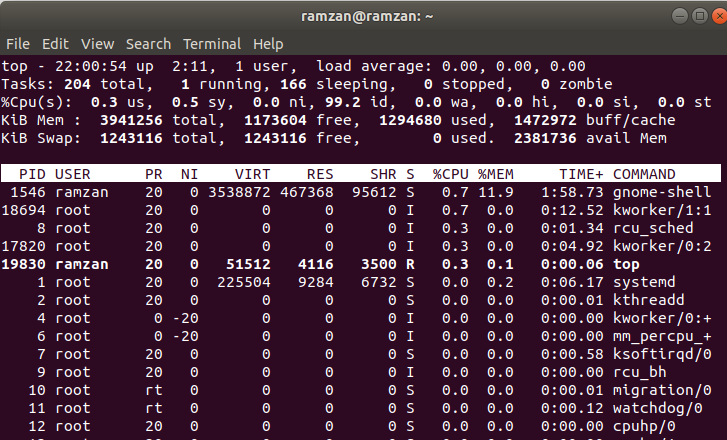 ramzan@ramzan: ~
File Edit View Search Terminal Help
top - 22:00:54 up  2:11,  1 user,  load average: 0.00, 0.00, 0.00
Tasks: 204 total,   1 running, 166 sleeping,   0 stopped,   0 zombie
%Cpu(s):  0.3 us,  0.5 sy,  0.0 ni, 99.2 id,  0.0 wa,  0.0 hi,  0.0 si,  0.0 st
KiB Mem :  3941256 total,  1173604 free,  1294680 used,  1472972 buff/cache
KiB Swap:  1243116 total,  1243116 free,        0 used.  2381736 avail Mem
PID USER      PR  NI    VIRT    RES    SHR S  %CPU %MEM     TIME+ COMMAND
1546 ramzan    20   0 3538872 467368  95612 S   0.7 11.9   1:58.73 gnome-shell
18694 root      20   0       0      0      0 I   0.7  0.0   0:12.52 kworker/1:1
8 root      20   0       0      0      0 I   0.3  0.0   0:01.34 rcu_sched
17820 root      20   0       0      0      0 I   0.3  0.0   0:04.92 kworker/0:2
19830 ramzan    20   0   51512   4116   3500 R   0.3  0.1   0:00.06 top
1 root      20   0  225504   9284   6732 S   0.0  0.2   0:06.17 systemd
2 root      20   0       0      0      0 S   0.0  0.0   0:00.01 kthreadd
4 root       0 -20       0      0      0 I   0.0  0.0   0:00.00 kworker/0:+
6 root       0 -20       0      0      0 I   0.0  0.0   0:00.00 mm_percpu_+
7 root      20   0       0      0      0 S   0.0  0.0   0:00.58 ksoftirqd/0
9 root      20   0       0      0      0 I   0.0  0.0   0:00.00 rcu_bh
10 root      rt   0       0      0      0 S   0.0  0.0   0:00.01 migration/0
11 root      rt   0       0      0      0 S   0.0  0.0   0:00.12 watchdog/0
12 root      20   0       0      0      0 S   0.0  0.0   0:00.00 cpuhp/0